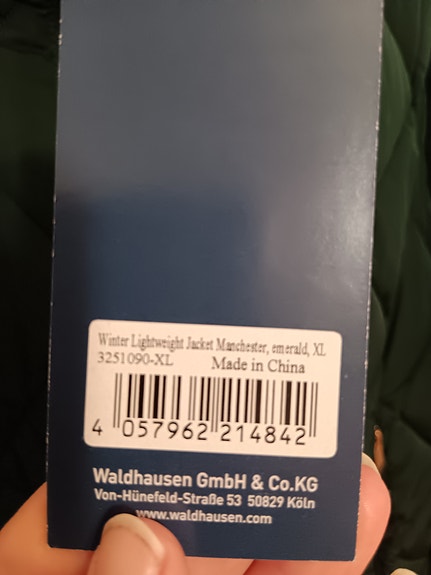 Winter Lightweight Jacket Manchester, emerald, XL
3251090-XL Made in China
4 057962 214842
Waldhausen GmbH & Co.KG
Von-Hünefeld-Straße 53 50829 Köln
www.waldhausen.com